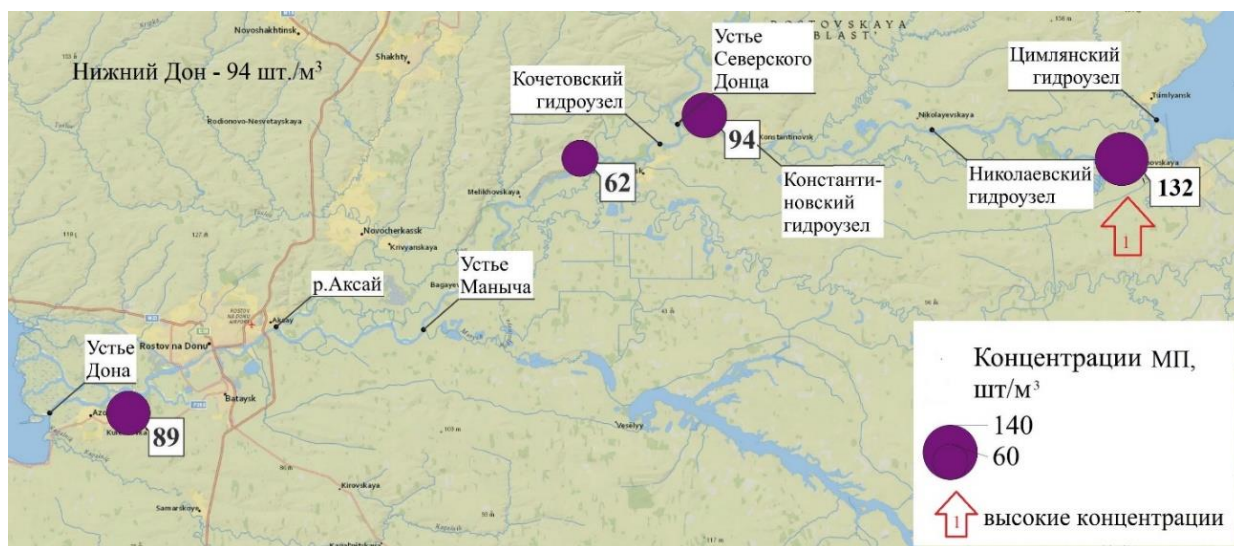 Novoshakhtinsk
ROSTOVSKAYA
Shakhty
Нижний Дон - 94 шт./м³
Кочетовский
гидроузел
Устье
Северского
Донца
Цимлянский
гидроузел
Tsimlyansk
Rodionovo-Nesvetayskaya
94
Konstantinovsk
Nikolayevskaya
62
Константи-
новский
гидроузел
Николаевский
гидроузел
132
Melikhovskaya
1
Novocherkassk
Krivyanskaya
р.Аксай
Устье
Маныча
Устье
Дона
Rostov na Donu
Aksay
Bataysk
89
Veselyy
Kirovskaya
Samarskoye
Концентрации МП,
шт/м³
140
60
1
высокие концентрации